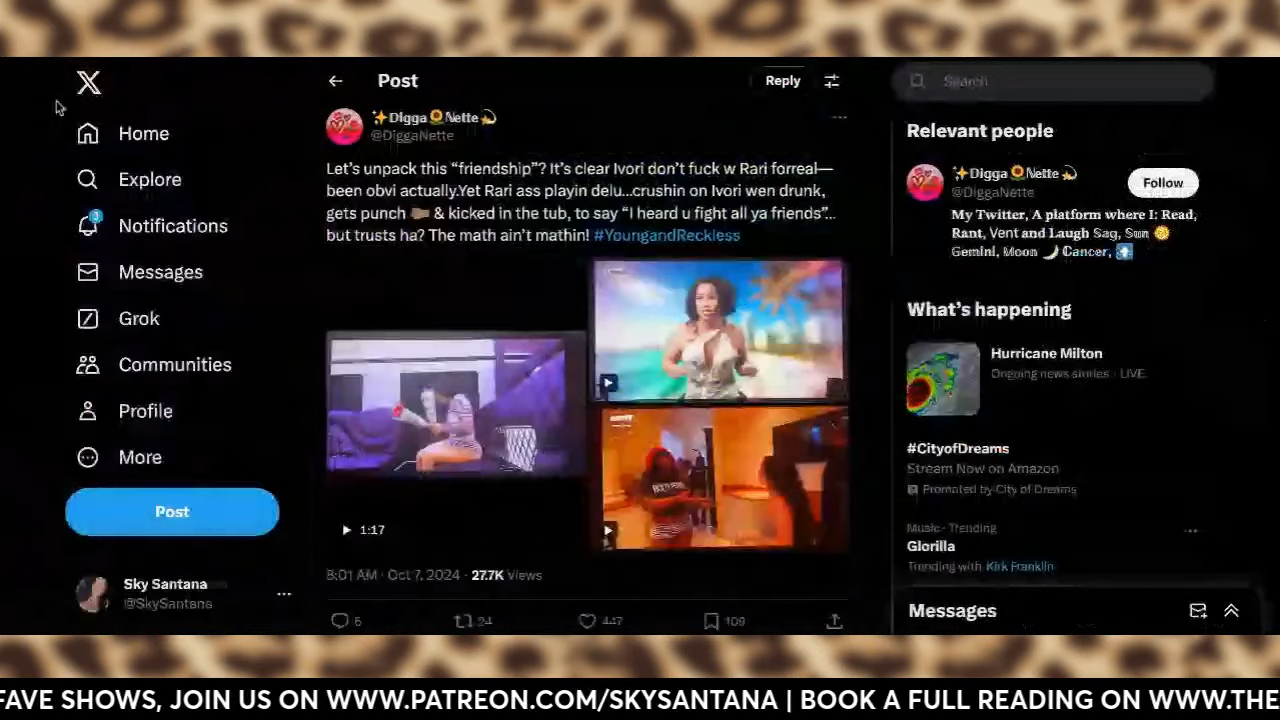 Home
Explore
3
Notifications
Messages
Grok
Communities
Profile
More
Post
Sky Santana
@SkySantana
Post
Reply
✨Digga🌻Nette💫
@DiggaNette
Let's unpack this “friendship”? It's clear Ivori don't fuck w Rari forreal—
been obvi actually.Yet Rari ass playin delu...crushin on Ivori wen drunk,
gets punch 🤛🏽 & kicked in the tub, to say “I heard u fight all ya friends”...
but trusts ha? The math ain't mathin! #YoungandReckless
1:17
8:01 AM · Oct 7, 2024 · 27.7K Views
6 24 447 109
Search
Relevant people
✨Digga🌻Nette💫
@DiggaNette
Follow
My Twitter, A platform where I: Read,
Rant, Vent and Laugh Sag, Sun 🌞
Gemini, Moon 🌙 Cancer, ⬆️
What's happening
Hurricane Milton
Ongoing news stories · LIVE
#CityofDreams
Stream Now on Amazon
Promoted by City of Dreams
Music · Trending
Glorilla
Trending with Kirk Franklin
Messages
FAVE SHOWS, JOIN US ON WWW.PATREON.COM/SKYSANTANA | BOOK A FULL READING ON WWW.THE